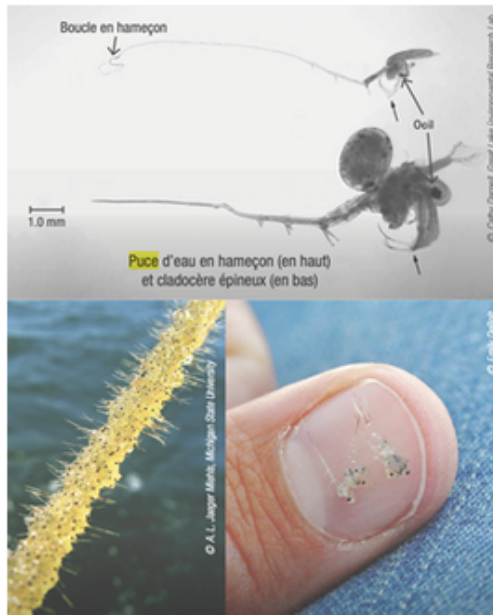 Boucle en hameçon
Oeil
1.0 mm
Puce d'eau en hameçon (en haut)
et cladocère épineux (en bas)
© A. L. Jaeger Miehls, Michigan State University